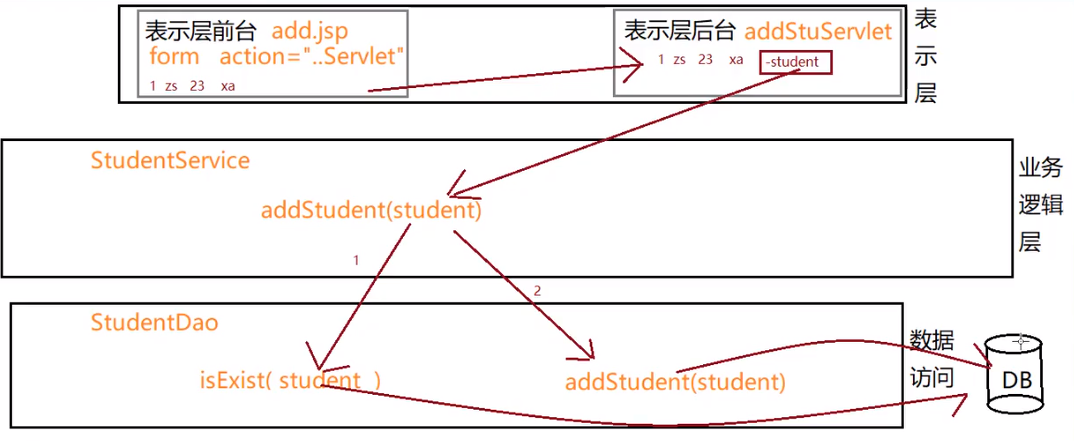 表示层前台 add.jsp
form action="..Servlet"
1 zs 23 xa
表示层后台 addStuServlet
1 zs 23 xa -student
表
示
层
StudentService
addStudent(student)
业务
逻辑
层
1
2
StudentDao
isExist( student )
addStudent(student)
数据
访问
DB